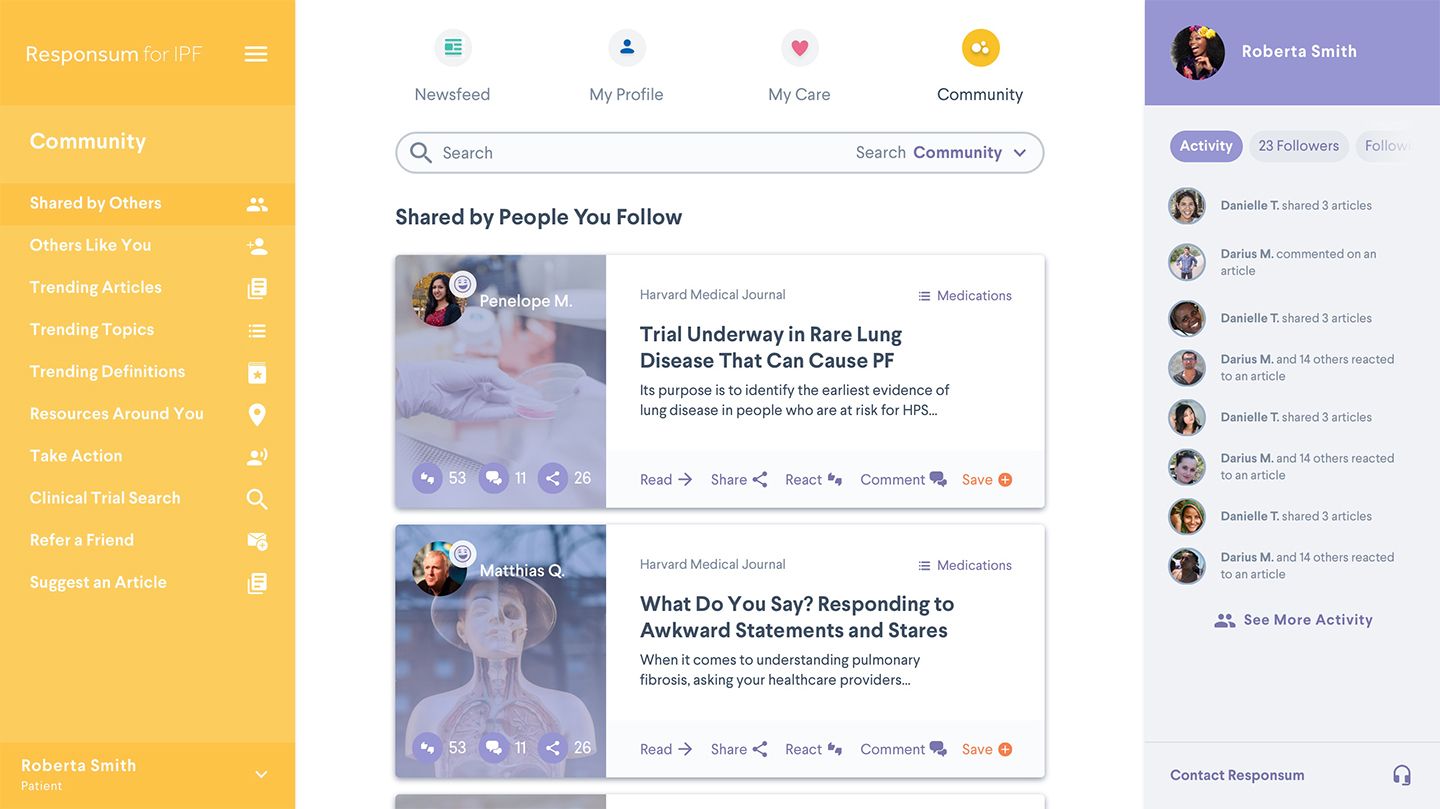 Responsum for IPF
Community
Shared by Others
Others Like You
Trending Articles
Trending Topics
Trending Definitions
Resources Around You
Take Action
Clinical Trial Search
Refer a Friend
Suggest an Article
Roberta Smith
Patient
Newsfeed
My Profile
My Care
Community
Search
Search Community
Shared by People You Follow
Penelope M.
53
11
26
Harvard Medical Journal
Medications
Trial Underway in Rare Lung
Disease That Can Cause PF
Its purpose is to identify the earliest evidence of
lung disease in people who are at risk for HPS...
Read
Share
React
Comment
Save
Matthias Q.
53
11
26
Harvard Medical Journal
Medications
What Do You Say? Responding to
Awkward Statements and Stares
When it comes to understanding pulmonary
fibrosis, asking your healthcare providers...
Read
Share
React
Comment
Save
Roberta Smith
Activity
23 Followers
Followi
Danielle T. shared 3 articles
Darius M. commented on an
article
Danielle T. shared 3 articles
Darius M. and 14 others reacted
to an article
Danielle T. shared 3 articles
Darius M. and 14 others reacted
to an article
Danielle T. shared 3 articles
Darius M. and 14 others reacted
to an article
See More Activity
Contact Responsum